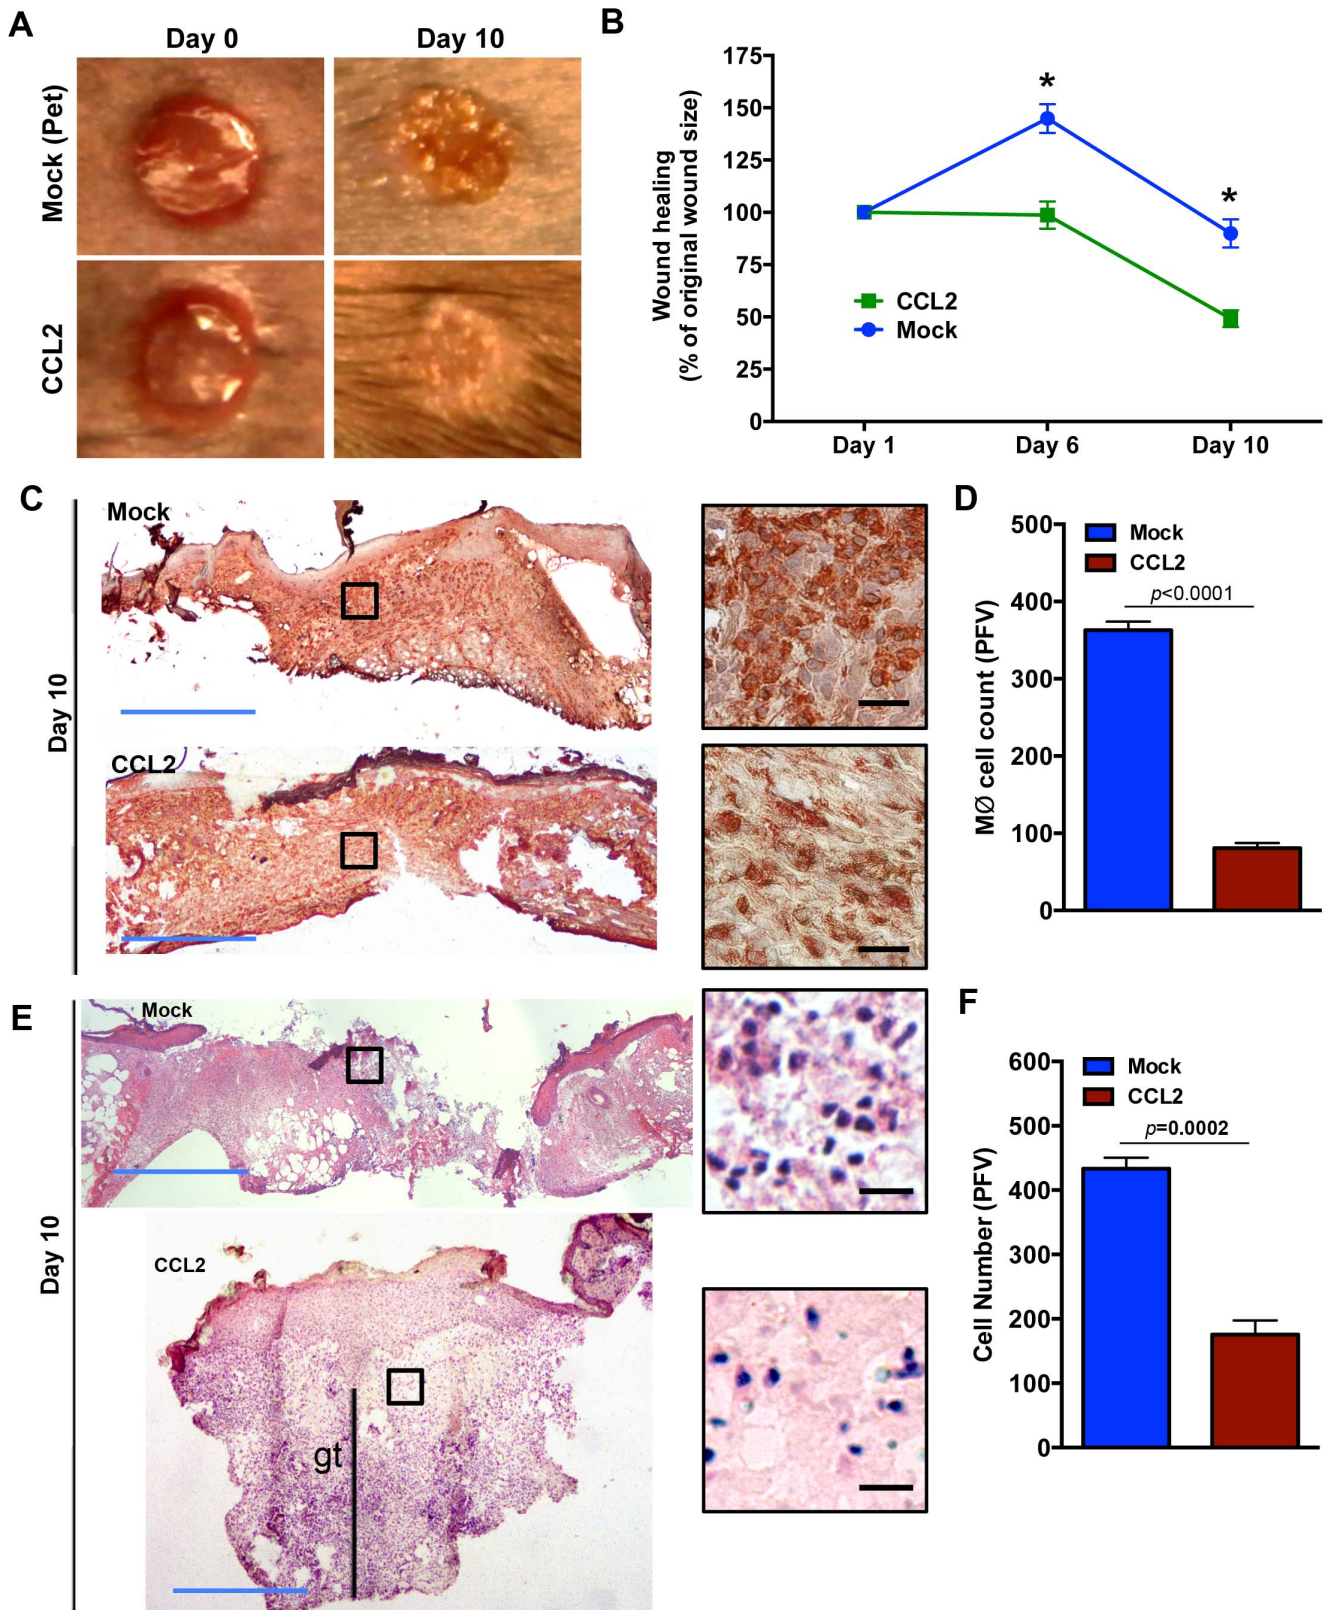 A
Day 0
Day 10
Mock (Pet)
CCL2
B
Wound healing
(% of original wound size)
175
150
125
100
75
50
25
0
*
*
CCL2
Mock
Day 1
Day 6
Day 10
C
Day 10
Mock
CCL2
D
MØ cell count (PFV)
500
400
300
200
100
0
Mock
CCL2
p<0.0001
E
Day 10
Mock
CCL2
gt
F
Cell Number (PFV)
600
500
400
300
200
100
0
Mock
CCL2
p=0.0002